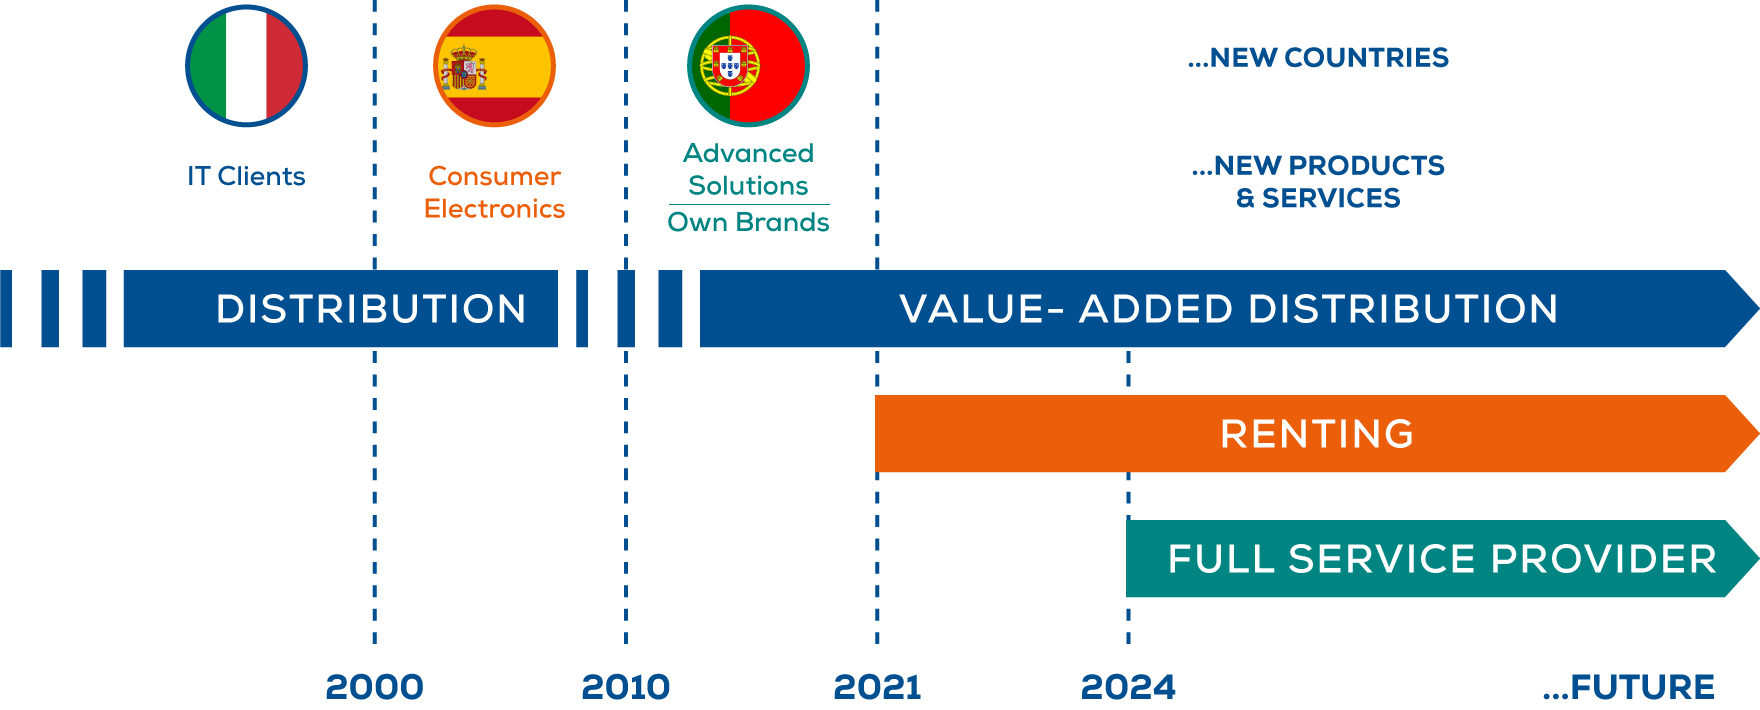 ...NEW COUNTRIES
IT Clients
Consumer
Electronics
Advanced
Solutions
Own Brands
...NEW PRODUCTS
& SERVICES
DISTRIBUTION
VALUE- ADDED DISTRIBUTION
RENTING
FULL SERVICE PROVIDER
2000
2010
2021
2024
...FUTURE